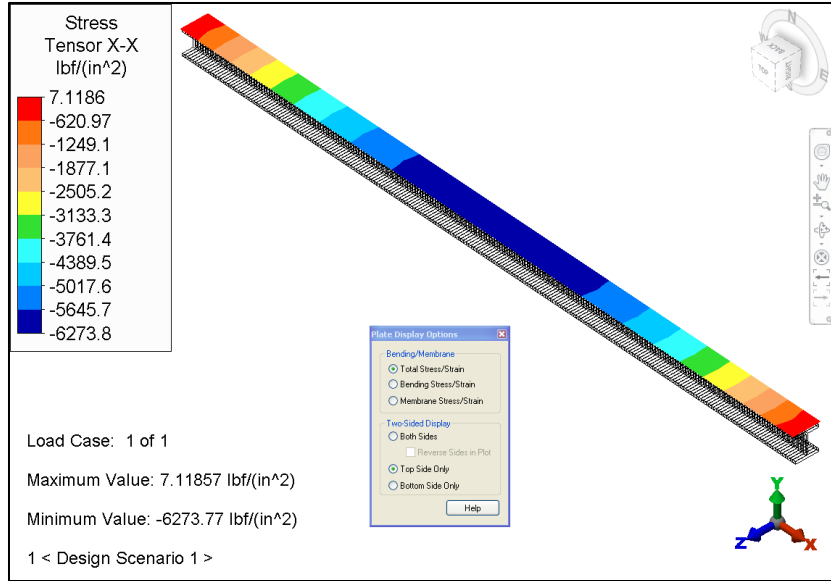 Stress
Tensor X-X
lbf/(in^2)
7.1186
-620.97
-1249.1
-1877.1
-2505.2
-3133.3
-3761.4
-4389.5
-5017.6
-5645.7
-6273.8
N
E
BACK
TOP
Plate Display Options
Bending/Membrane
Total Stress/Strain
Bending Stress/Strain
Membrane Stress/Strain
Two-Sided Display
Both Sides
Reverse Sides in Plot
Top Side Only
Bottom Side Only
Help
Load Case: 1 of 1
Maximum Value: 7.11857 lbf/(in^2)
Minimum Value: -6273.77 lbf/(in^2)
1 < Design Scenario 1 >
Y
Z
X